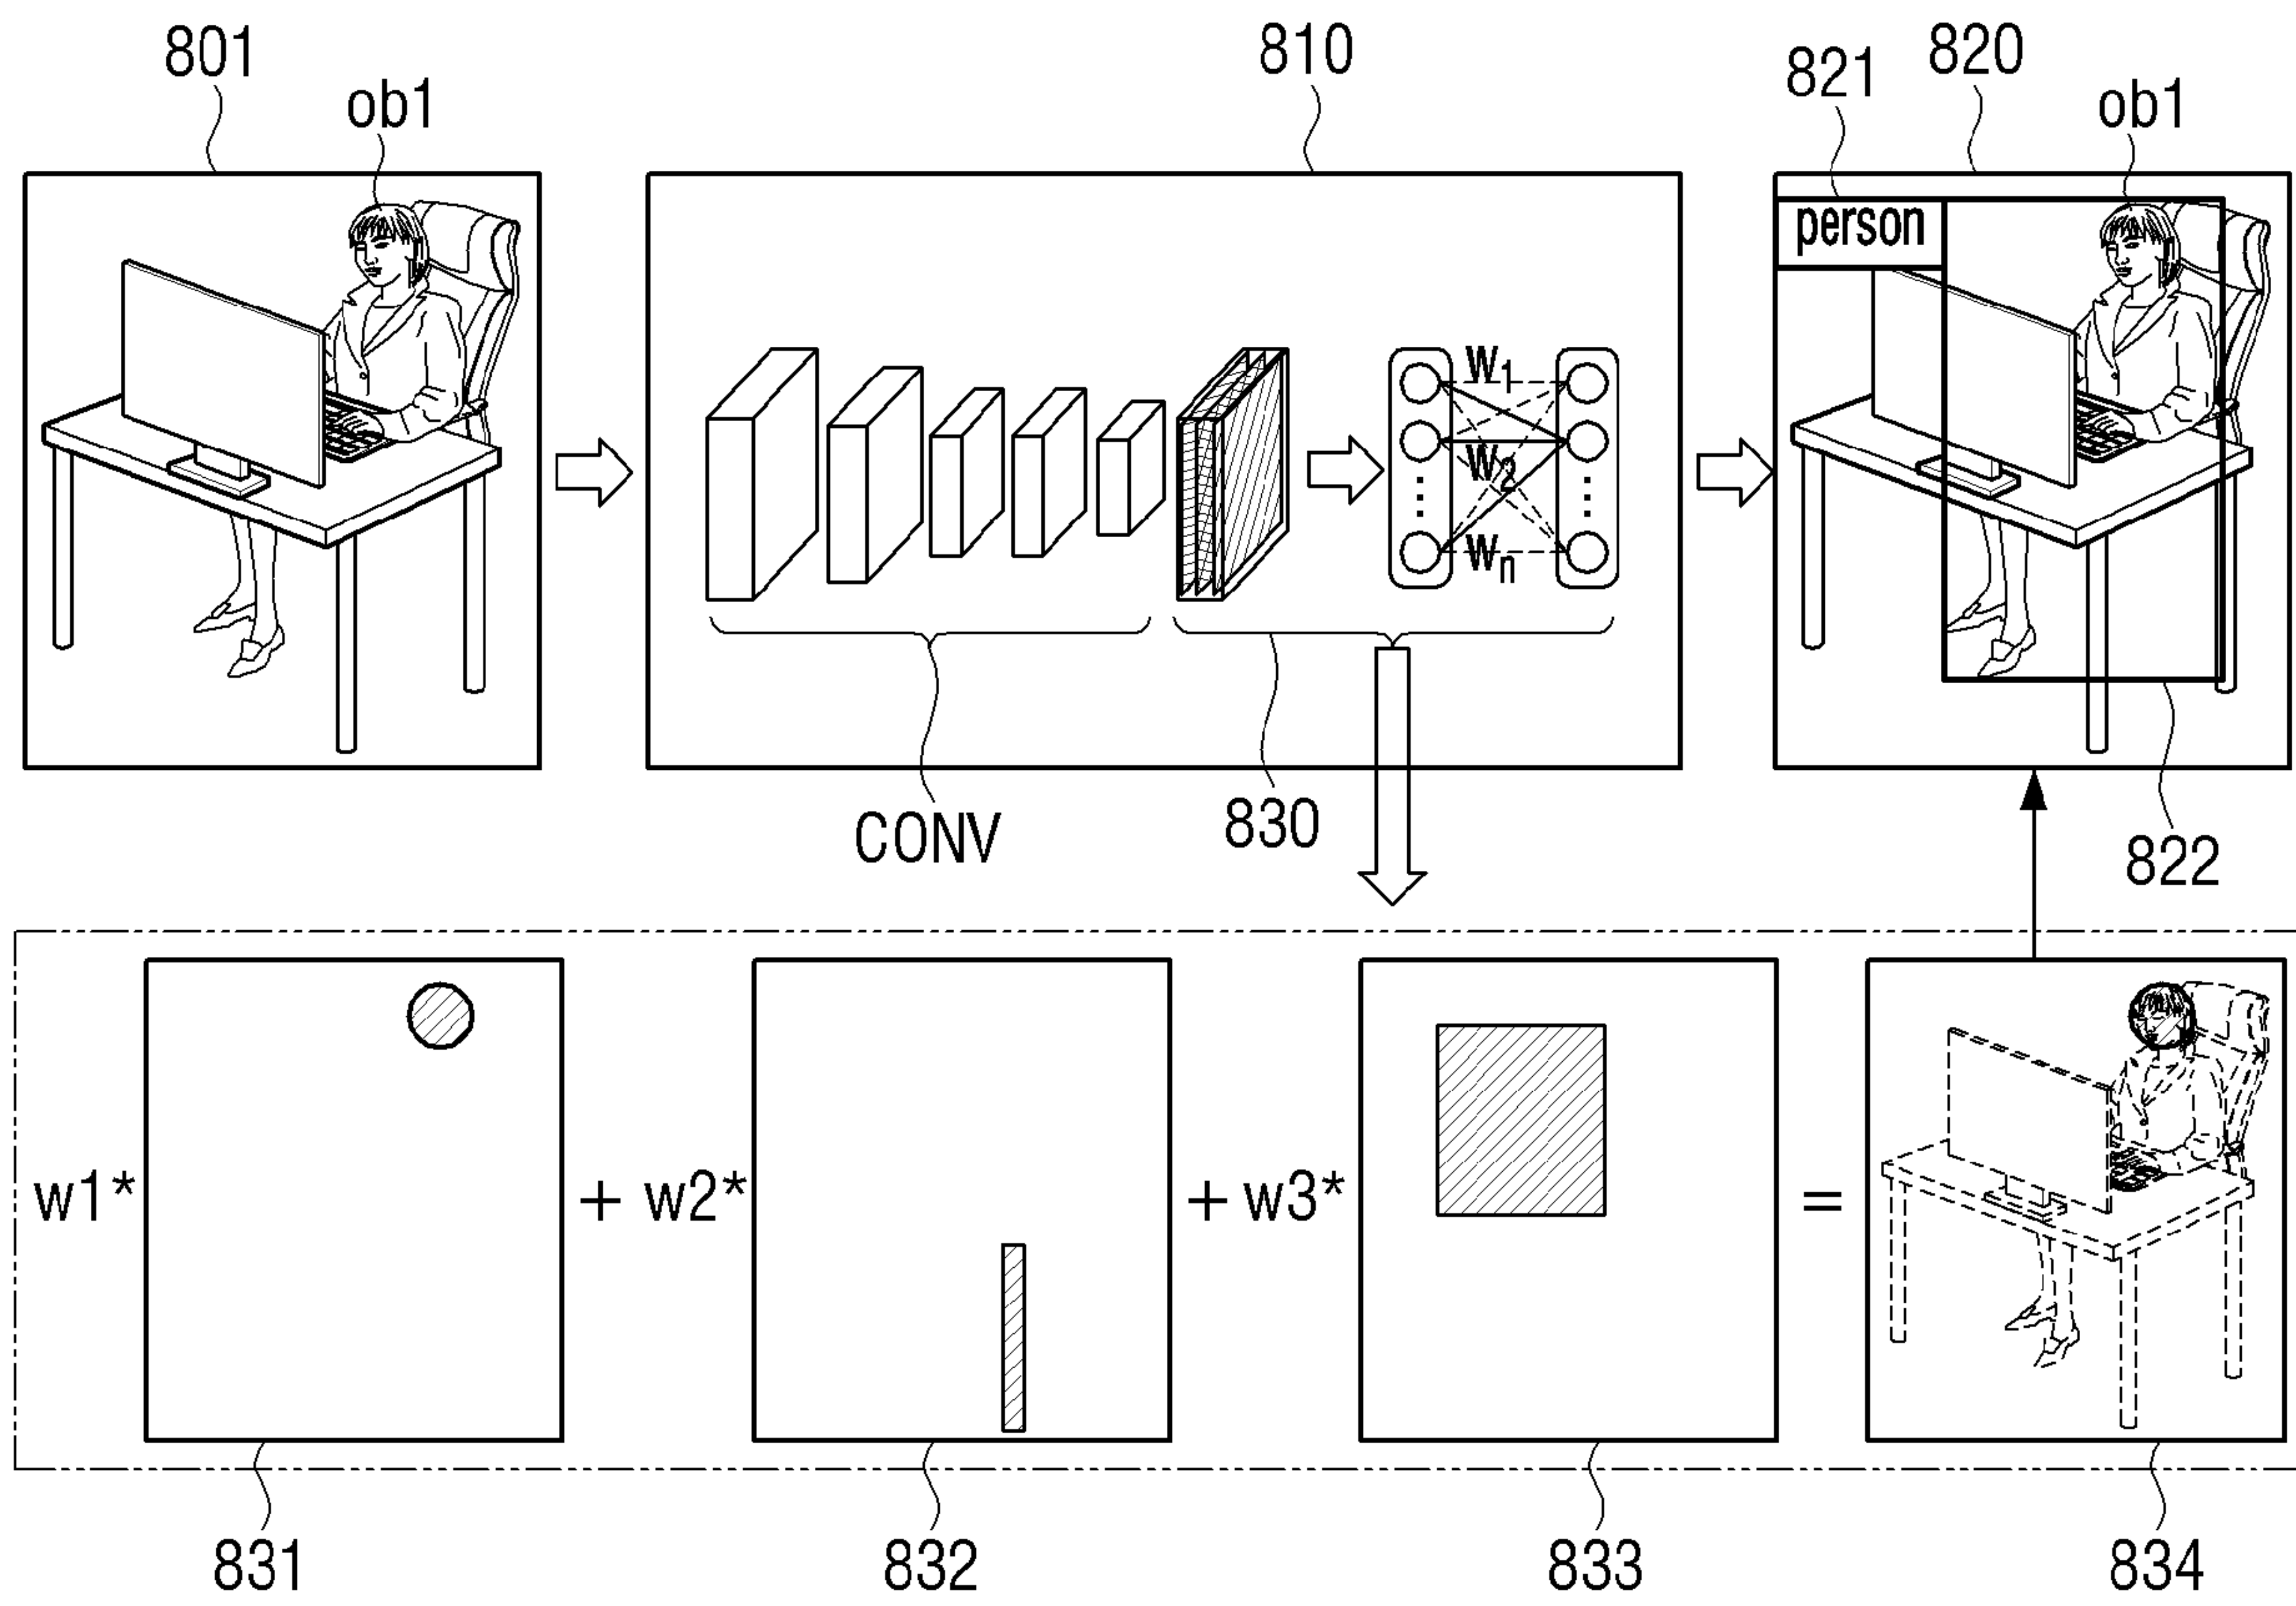 801
ob1
810
821
820
ob1
person
W1
W2
Wn
CONV
830
822
w1*
+ w2*
+ w3*
=
831
832
833
834